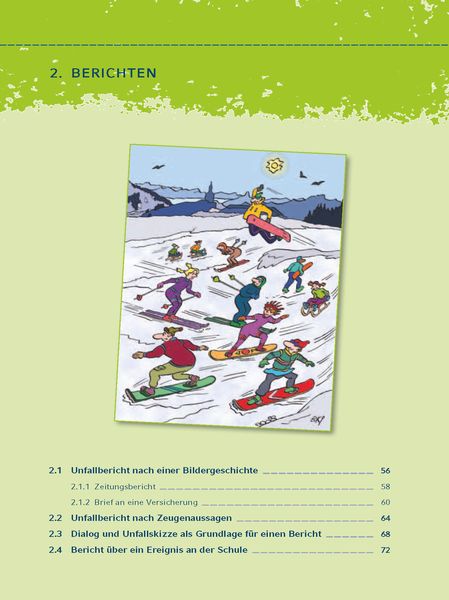 2. BERICHTEN
2.1 Unfallbericht nach einer Bildergeschichte 56
2.1.1 Zeitungsbericht 58
2.1.2 Brief an eine Versicherung 60
2.2 Unfallbericht nach Zeugenaussagen 64
2.3 Dialog und Unfallskizze als Grundlage für einen Bericht 68
2.4 Bericht über ein Ereignis an der Schule 72